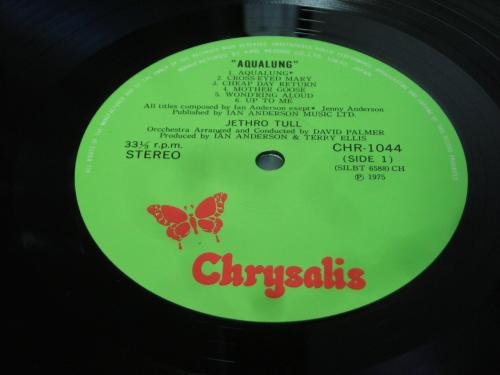 "AQUALUNG"
1. AQUALUNG*
2. CROSS-EYED MARY
3. CHEAP DAY RETURN
4. MOTHER GOOSE
5. WOND'RING ALOUD
6. UP TO ME
All titles composed by Ian Anderson exept* Jenny Anderson
Published by IAN ANDERSON MUSIC LTD.
JETHRO TULL
Orcchestra Arranged and Conducted by DAVID PALMER
Produced by IAN ANDERSON & TERRY ELLIS
33⅓ r.p.m.
STEREO
CHR-1044
(SIDE 1)
(SILBT 6588) CH
℗ 1975
Chrysalis